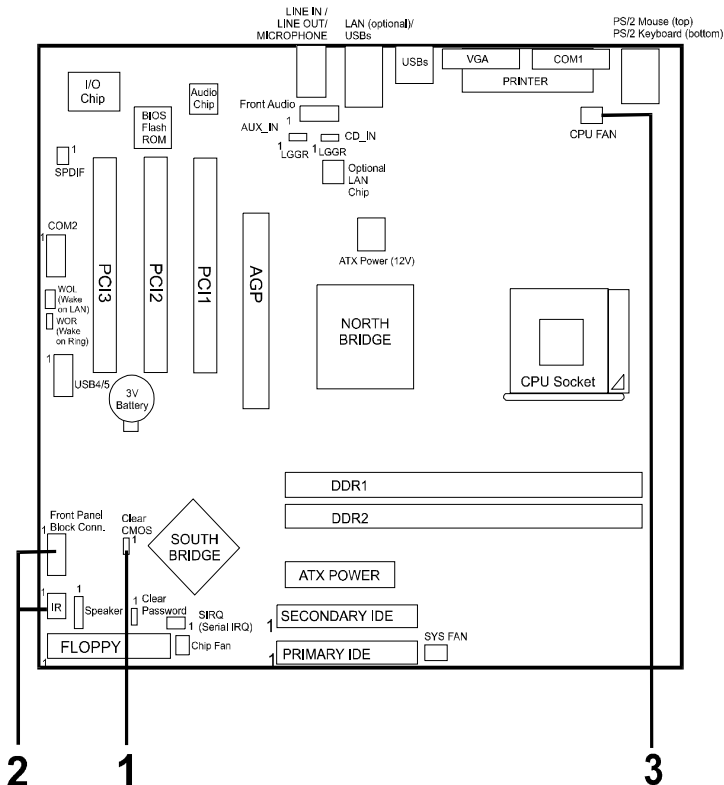 LINE IN /
LINE OUT/
MICROPHONE
LAN (optional)/
USBs
PS/2 Mouse (top)
PS/2 Keyboard (bottom)
USBs
VGA
COM1
PRINTER
I/O
Chip
Audio
Chip
BIOS
Flash
ROM
Front Audio
1
AUX_IN
CD_IN
1
LGGR
1
LGGR
CPU FAN
3
1
SPDIF
Optional
LAN
Chip
COM2
1
ATX Power (12V)
PCI3
PCI2
PCI1
AGP
1
WOL
(Wake
on LAN)
1
WOR
(Wake
on Ring)
NORTH
BRIDGE
CPU Socket
1
USB4/5
3V
Battery
DDR1
DDR2
Front Panel
Block Conn.
1
Clear
CMOS
1
SOUTH
BRIDGE
ATX POWER
1
IR
1
Speaker
1
Clear
Password
1
SIRQ
(Serial IRQ)
SECONDARY IDE
1
FLOPPY
1
Chip Fan
PRIMARY IDE
1
SYS FAN
2
1
3